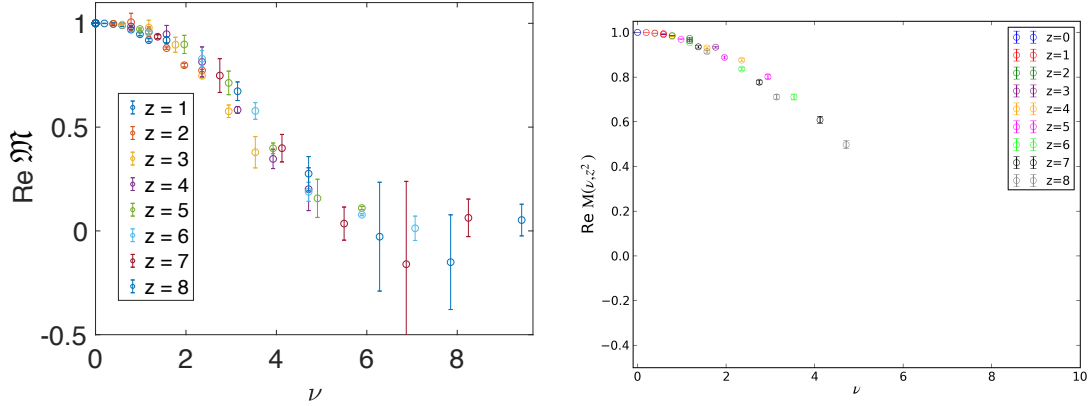 1
0.5
0
-0.5
Re 𝔐
0
2
4
6
8
ν
z = 1
z = 2
z = 3
z = 4
z = 5
z = 6
z = 7
z = 8
1.0
0.8
0.6
0.4
0.2
0.0
−0.2
−0.4
Re M(ν,z²)
0
2
4
6
8
10
ν
z=0
z=1
z=2
z=3
z=4
z=5
z=6
z=7
z=8